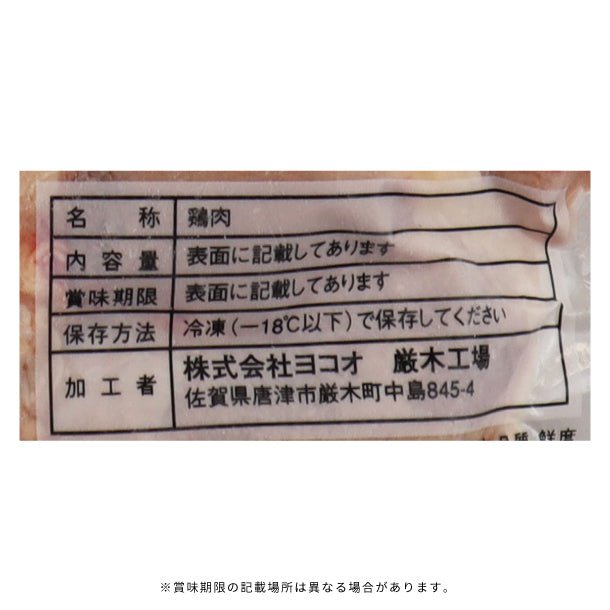 名称 鶏肉
内容量 表面に記載してあります
賞味期限 表面に記載してあります
保存方法 冷凍(－18℃以下)で保存してください
加工者 株式会社ヨコオ 厳木工場
佐賀県唐津市厳木町中島845-4
品質 鮮度
※賞味期限の記載場所は異なる場合があります。